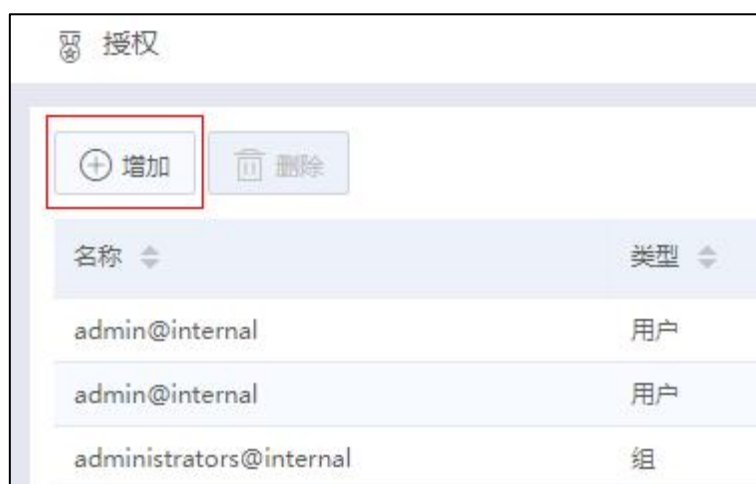 授权
增加 删除
名称 类型
admin@internal 用户
admin@internal 用户
administrators@internal 组